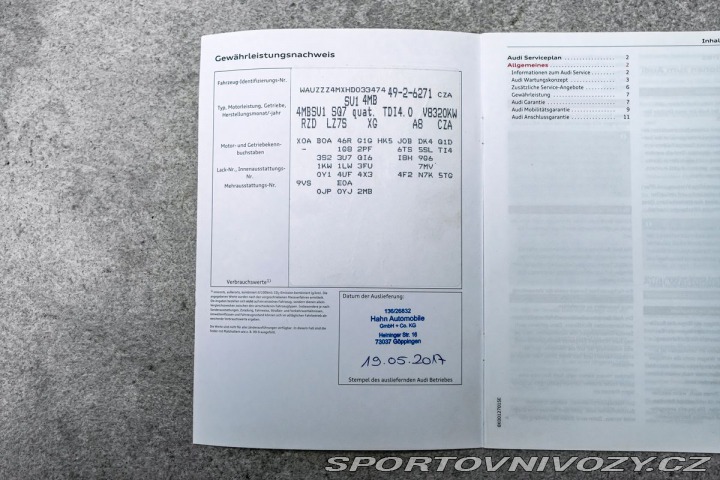 Gewährleistungsnachweis
Fahrzeug-Identifizierungs-Nr.
WAUZZZ4MXHD033474 49-2-6271 CZA
SU1 4MB
Typ, Motorleistung, Getriebe,
4MBSU1 SQ7 quat. TDI4.0 V8320KW
Herstellungsmonat/-jahr
RZD LZ7S XG A8 CZA
Motor- und Getriebekenn-
X0A B0A 46R G1G HK5 J0B DK4 Q1D
buchstaben
- 1G8 2PF 6TS 5SL TI4
3S2 3U7 QI6 I8H 9Q6
Lack-Nr., Innenausstattungs-
1KW 1LW 3FU 7MV
Nr.
0Y1 4UF 4X3 4F2 N7K 5TQ
Mehrausstattungs-Nr.
9VS E0A
0JP 0YJ 2MB
Verbrauchswerte
Datum der Auslieferung:
136/26832
Hahn Automobile
GmbH + Co. KG
Heininger Str. 16
73037 Göppingen
19.05.2017
Stempel des ausliefernden Audi Betriebes
Audi Serviceplan 2
Allgemeines 2
Informationen zum Audi Service 2
Audi Wartungskonzept 3
Zusätzliche Service-Angebote 6
Gewährleistung 7
Audi Garantie 7
Audi Mobilitätsgarantie 9
Audi Anschlussgarantie 11
SPORTOVNIVOZY.CZ